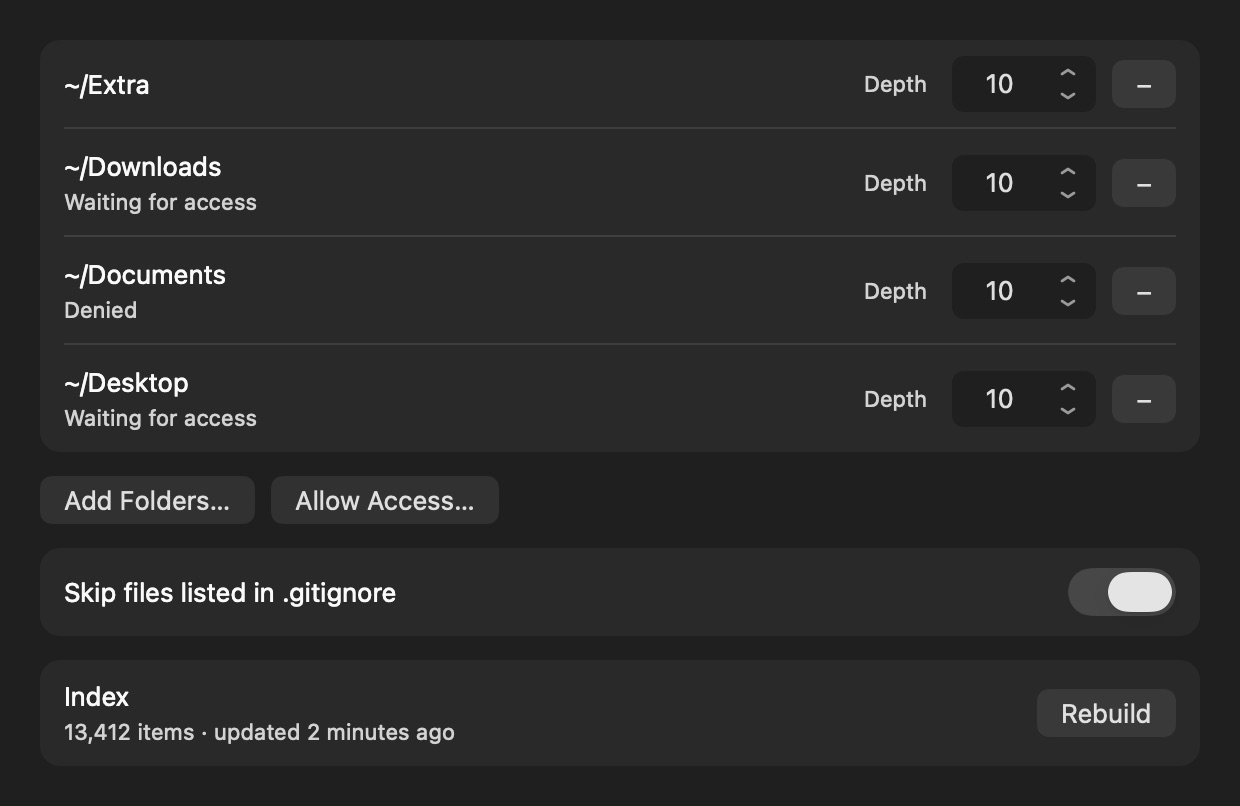 ~/Extra
Depth 10 –
~/Downloads
Waiting for access
Depth 10 –
~/Documents
Denied
Depth 10 –
~/Desktop
Waiting for access
Depth 10 –
Add Folders... Allow Access...
Skip files listed in .gitignore
Index
13,412 items · updated 2 minutes ago
Rebuild